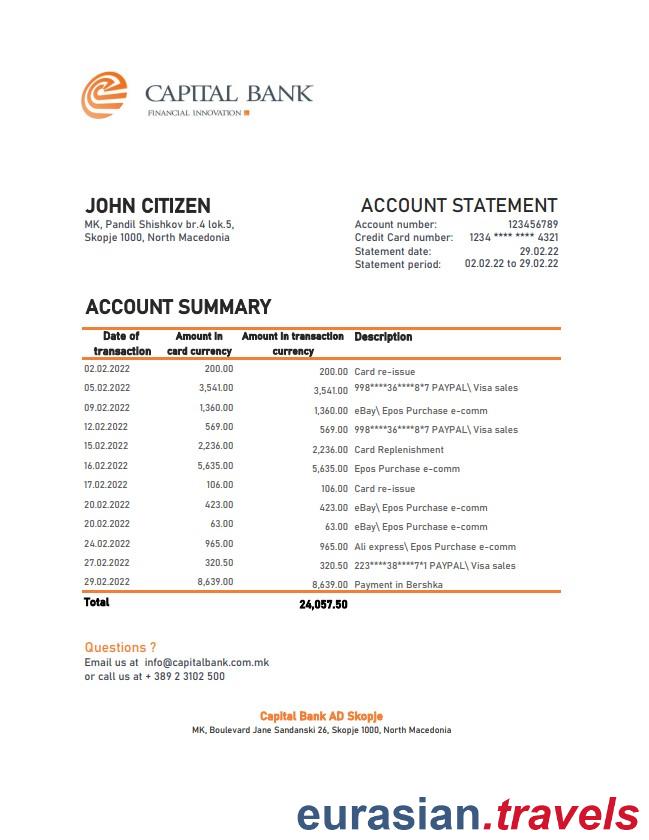 CAPITAL BANK
FINANCIAL INNOVATION
JOHN CITIZEN
MK, Pandil Shishkov br.4 lok.5,
Skopje 1000, North Macedonia
ACCOUNT STATEMENT
Account number: 123456789
Credit Card number: 1234 **** **** 4321
Statement date: 29.02.22
Statement period: 02.02.22 to 29.02.22
ACCOUNT SUMMARY
Date of transaction Amount in card currency Amount in transaction currency Description
02.02.2022 200.00 200.00 Card re-issue
05.02.2022 3,541.00 3,541.00 998****36****8*7 PAYPAL\ Visa sales
09.02.2022 1,360.00 1,360.00 eBay\ Epos Purchase e-comm
12.02.2022 569.00 569.00 998****36****8*7 PAYPAL\ Visa sales
15.02.2022 2,236.00 2,236.00 Card Replenishment
16.02.2022 5,635.00 5,635.00 Epos Purchase e-comm
17.02.2022 106.00 106.00 Card re-issue
20.02.2022 423.00 423.00 eBay\ Epos Purchase e-comm
20.02.2022 63.00 63.00 eBay\ Epos Purchase e-comm
24.02.2022 965.00 965.00 Ali express\ Epos Purchase e-comm
27.02.2022 320.50 320.50 223****38****7*1 PAYPAL\ Visa sales
29.02.2022 8,639.00 8,639.00 Payment in Bershka
Total 24,057.50
Questions ?
Email us at info@capitalbank.com.mk
or call us at + 389 2 3102 500
Capital Bank AD Skopje
MK, Boulevard Jane Sandanski 26, Skopje 1000, North Macedonia
eurasian.travels